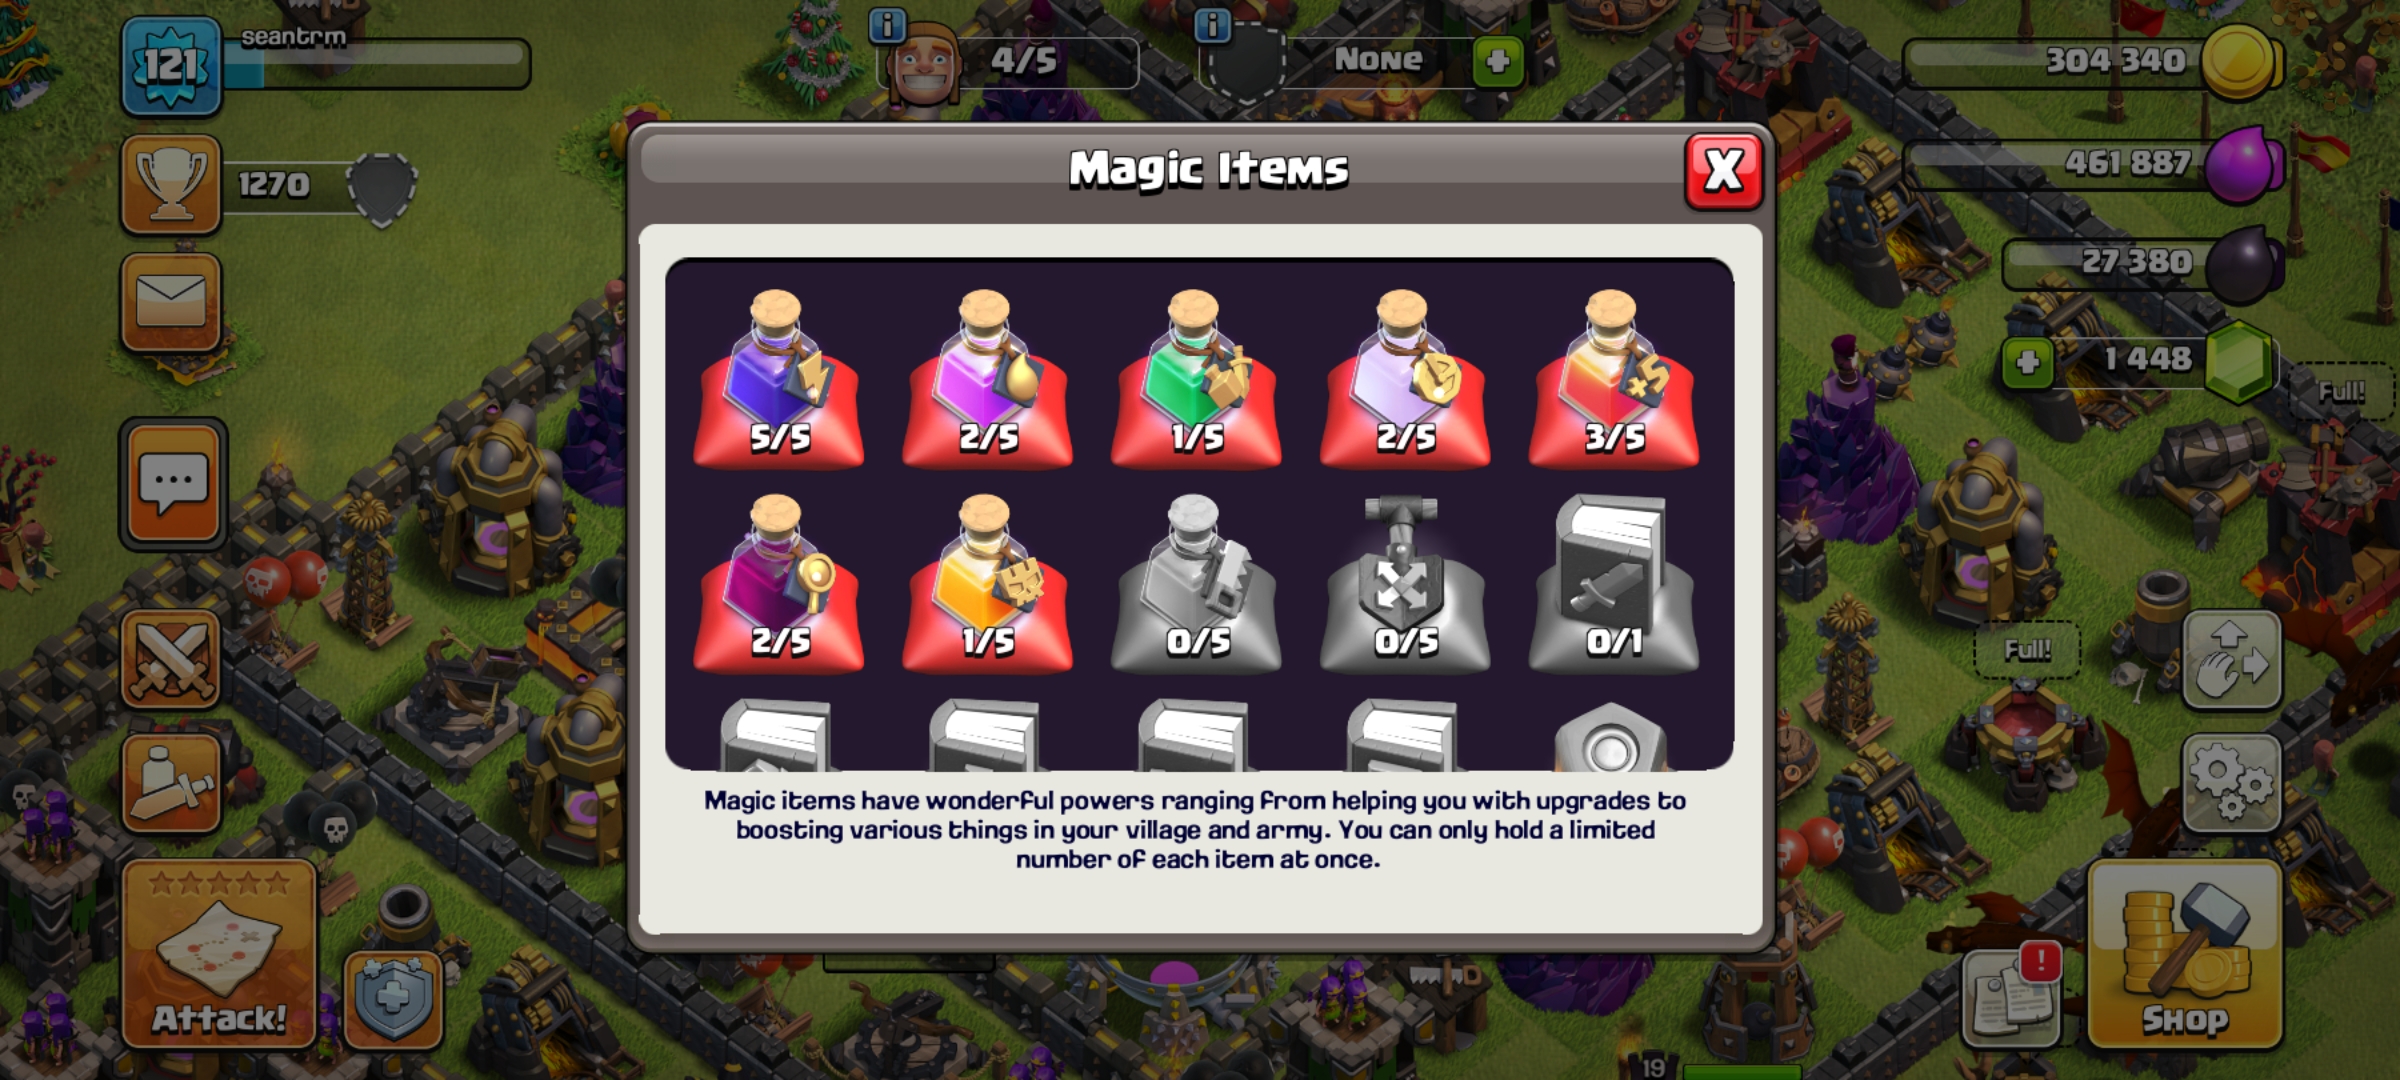 121
seantrm
4/5
None
304 340
1270
461 887
27 380
1 448
Full!
Magic Items
X
5/5
2/5
1/5
2/5
x5
3/5
2/5
1/5
0/5
0/5
0/1
Magic items have wonderful powers ranging from helping you with upgrades to
boosting various things in your village and army. You can only hold a limited
number of each item at once.
Full!
Attack!
!
Shop
19